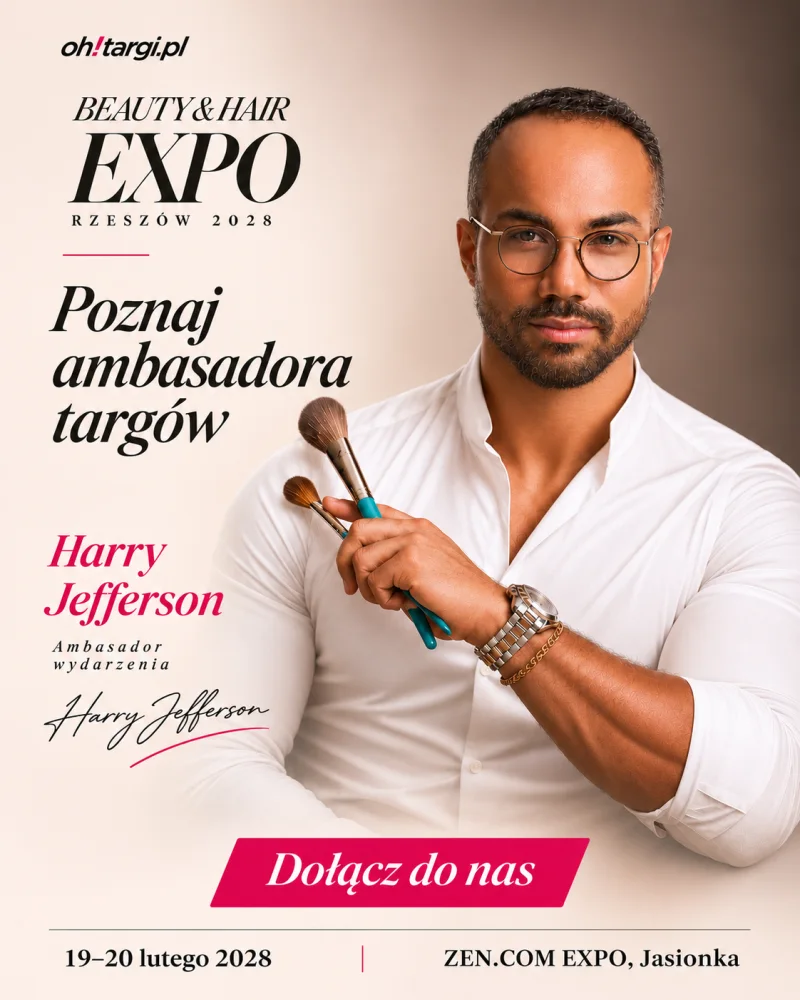 oh!targi.pl
BEAUTY & HAIR
EXPO
RZESZÓW 2028
Poznaj
ambasadora
targów
Harry
Jefferson
Ambasador
wydarzenia
Harry Jefferson
Dołącz do nas
19–20 lutego 2028
ZEN.COM EXPO, Jasionka